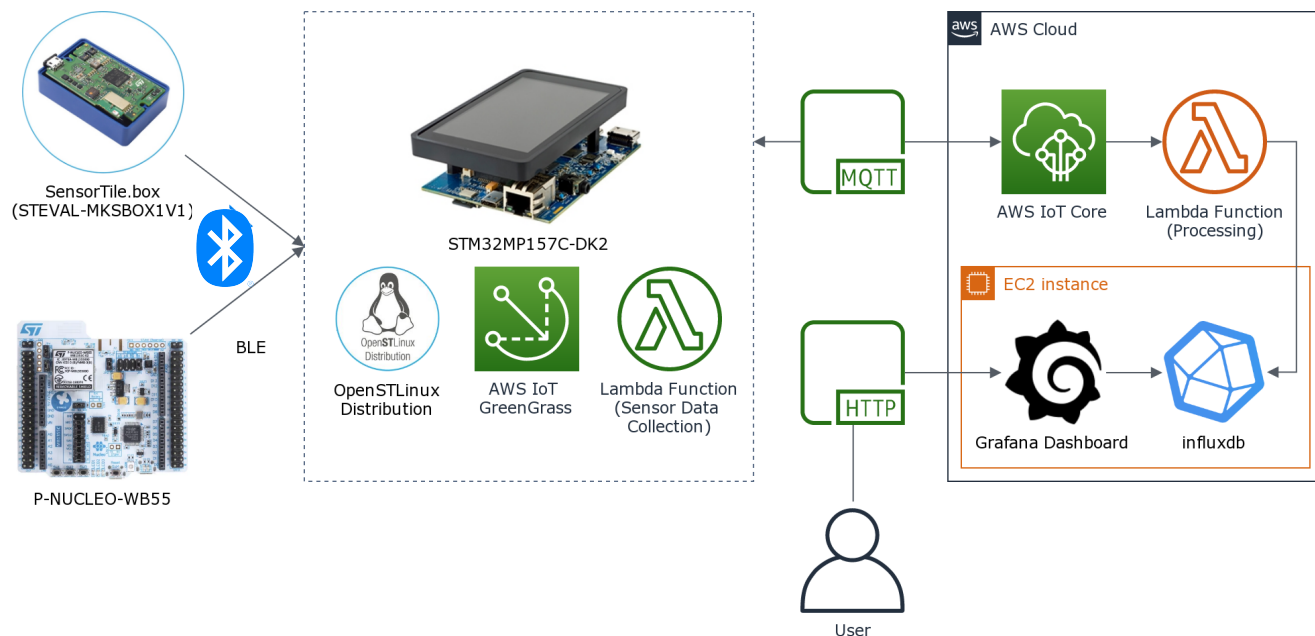 SensorTile.box
(STEVAL-MKSBOX1V1)
BLE
P-NUCLEO-WB55
STM32MP157C-DK2
OpenSTLinux
Distribution
OpenSTLinux
Distribution
AWS IoT
GreenGrass
Lambda Function
(Sensor Data
Collection)
MQTT
HTTP
User
aws
AWS Cloud
AWS IoT Core
Lambda Function
(Processing)
EC2 instance
Grafana Dashboard
influxdb